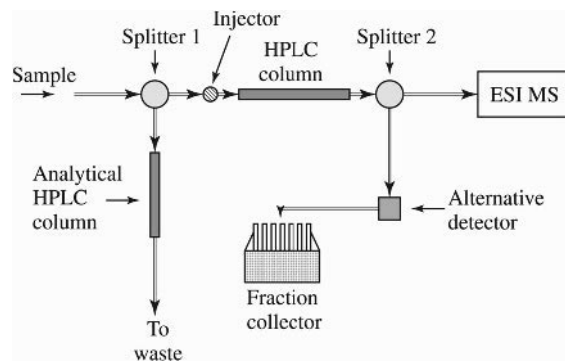 Injector
Splitter 1
HPLC
column
Splitter 2
Sample
ESI MS
Analytical
HPLC
column
Alternative
detector
Fraction
collector
To
waste